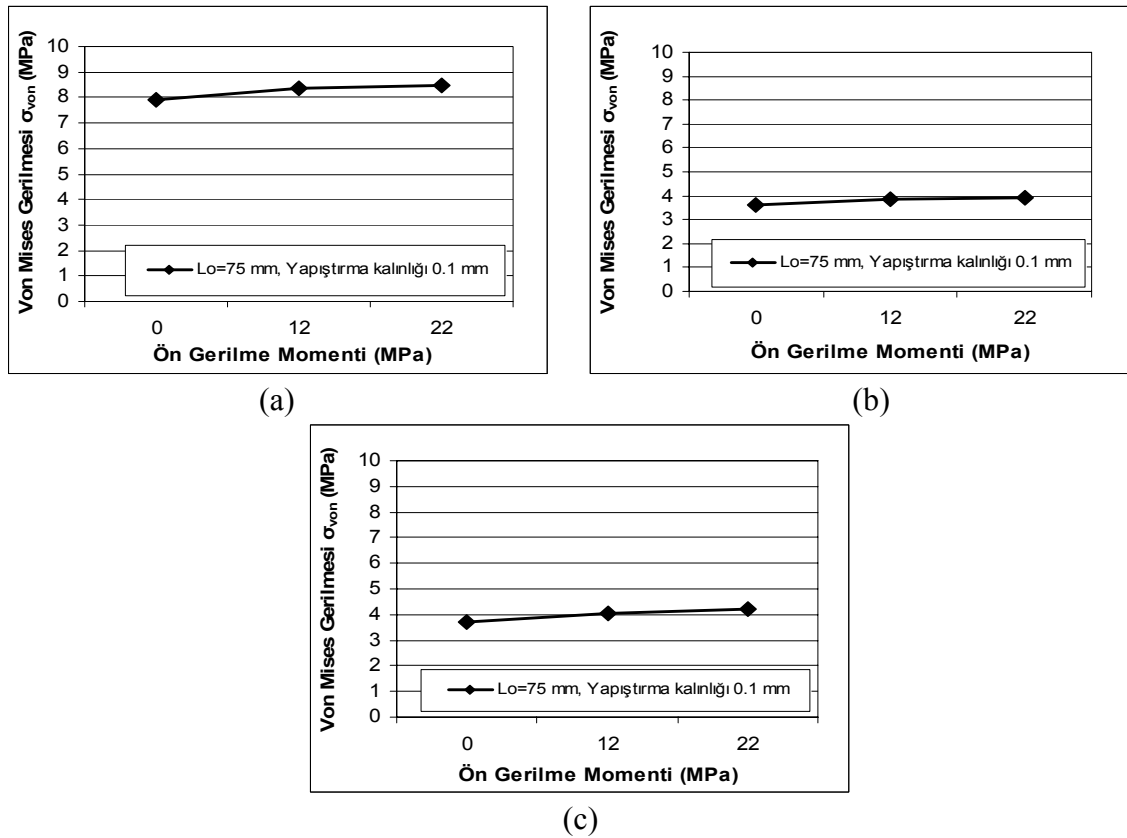 Von Mises Gerilmesi σvon (MPa)
10
9
8
7
6
5
4
3
2
1
0
Lo=75 mm, Yapıştırma kalınlığı 0.1 mm
0 12 22
Ön Gerilme Momenti (MPa)
(a)
Von Mises Gerilmesi σvon (MPa)
10
9
8
7
6
5
4
3
2
1
0
Lo=75 mm, Yapıştırma kalınlığı 0.1 mm
0 12 22
Ön Gerilme Momenti (MPa)
(b)
Von Mises Gerilmesi σvon (MPa)
10
9
8
7
6
5
4
3
2
1
0
Lo=75 mm, Yapıştırma kalınlığı 0.1 mm
0 12 22
Ön Gerilme Momenti (MPa)
(c)